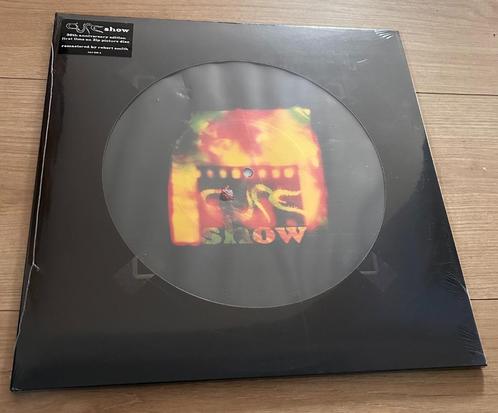 CURE show
30th anniversary edition
first time on 2lp picture disc
remastered by robert smith
CURE
show